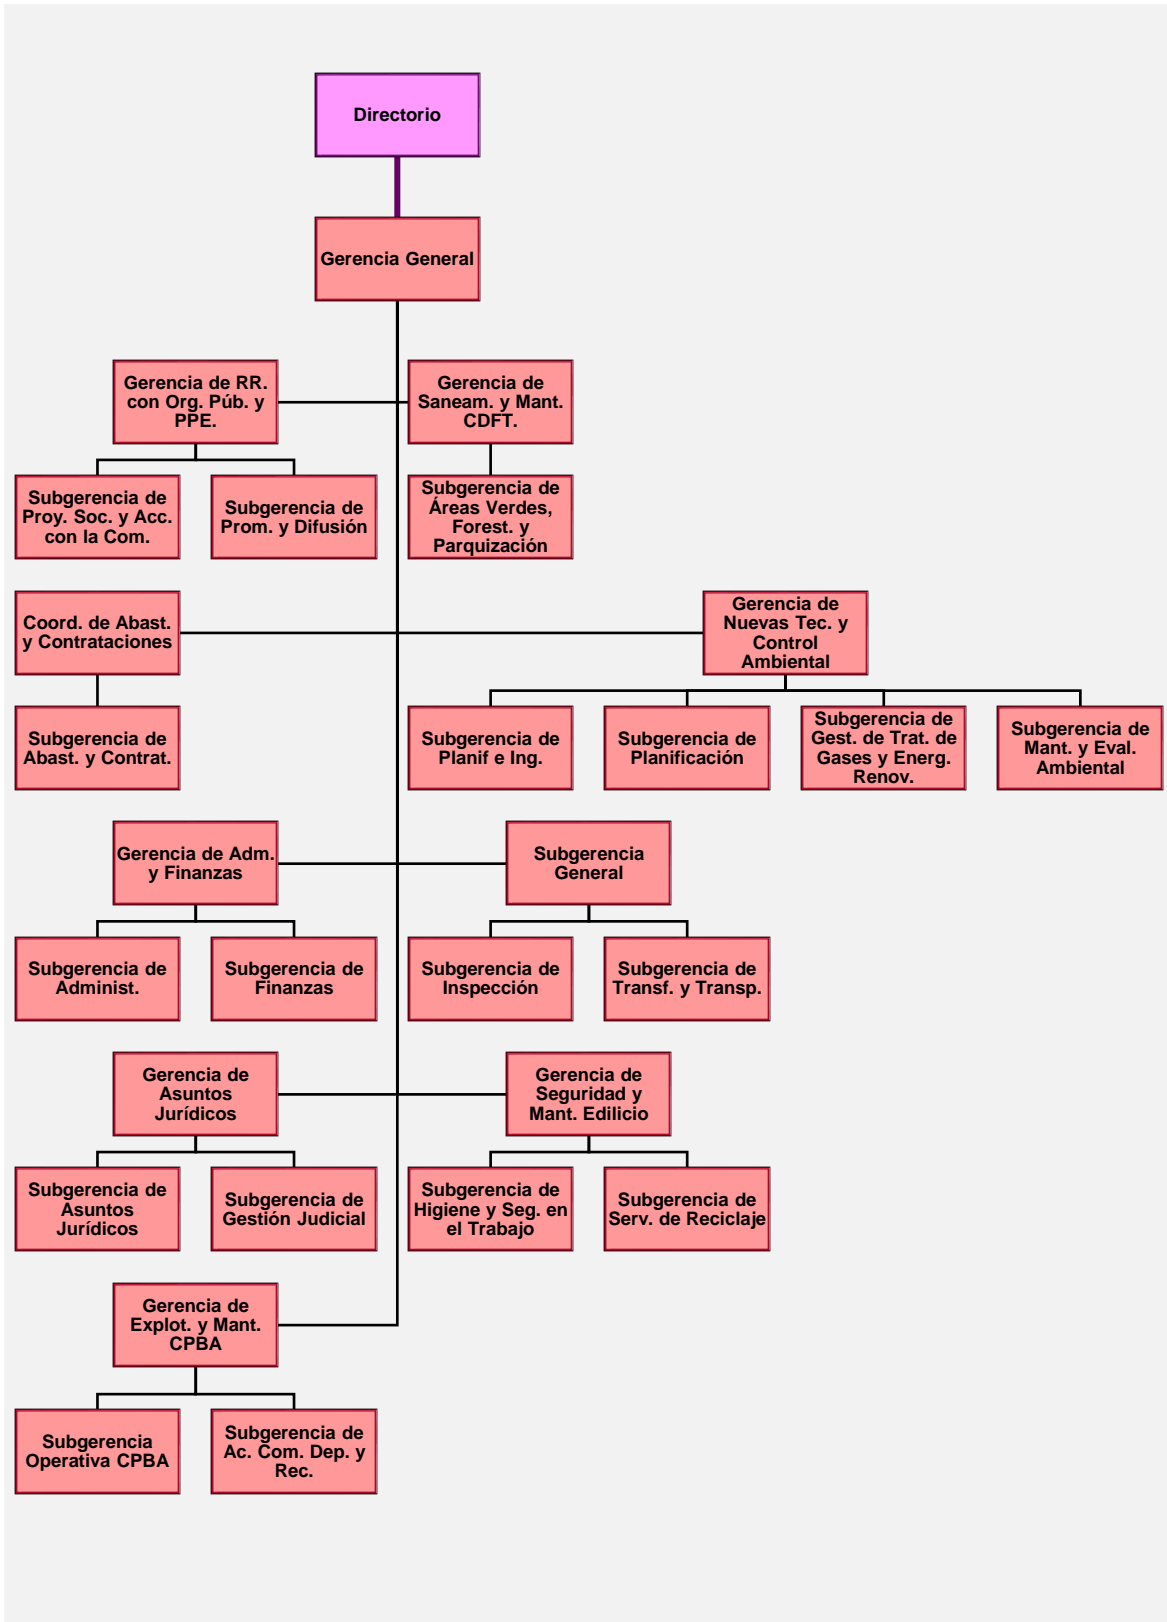 Directorio
Gerencia General
Gerencia de RR.
con Org. Púb. y
PPE.
Gerencia de
Saneam. y Mant.
CDFT.
Subgerencia de
Proy. Soc. y Acc.
con la Com.
Subgerencia de
Prom. y Difusión
Subgerencia de
Áreas Verdes,
Forest. y
Parquización
Coord. de Abast.
y Contrataciones
Gerencia de
Nuevas Tec. y
Control
Ambiental
Subgerencia de
Abast. y Contrat.
Subgerencia de
Planif e Ing.
Subgerencia de
Planificación
Subgerencia de
Gest. de Trat. de
Gases y Energ.
Renov.
Subgerencia de
Mant. y Eval.
Ambiental
Gerencia de Adm.
y Finanzas
Subgerencia
General
Subgerencia de
Administ.
Subgerencia de
Finanzas
Subgerencia de
Inspección
Subgerencia de
Transf. y Transp.
Gerencia de
Asuntos
Jurídicos
Gerencia de
Seguridad y
Mant. Edilicio
Subgerencia de
Asuntos
Jurídicos
Subgerencia de
Gestión Judicial
Subgerencia de
Higiene y Seg. en
el Trabajo
Subgerencia de
Serv. de Reciclaje
Gerencia de
Explot. y Mant.
CPBA
Subgerencia
Operativa CPBA
Subgerencia de
Ac. Com. Dep. y
Rec.